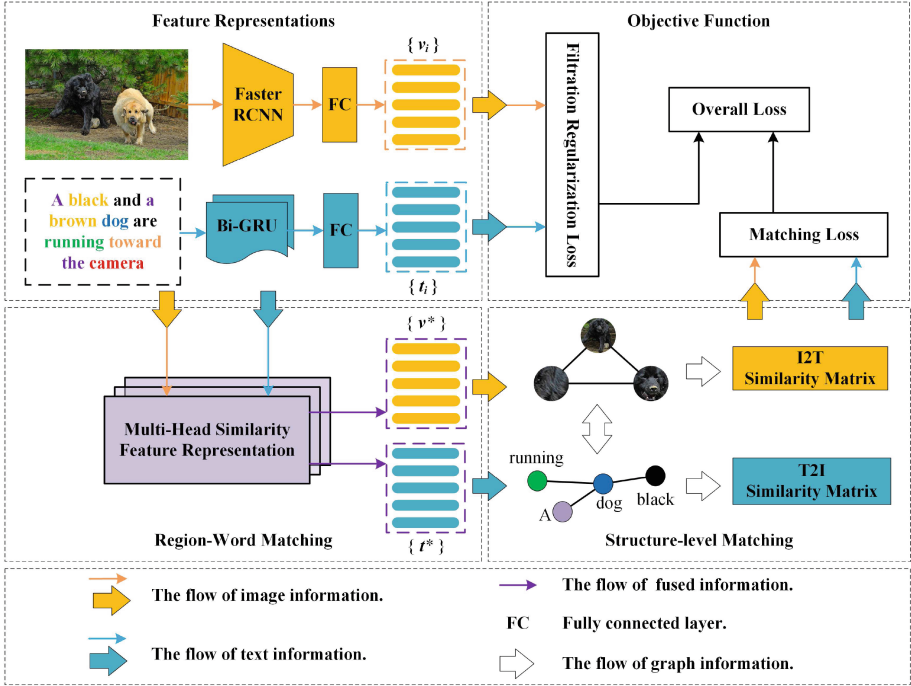 Feature Representations
Objective Function
{ v_i }
Faster
RCNN
FC
Filtration Regularization Loss
Overall Loss
A black and a
brown dog are
running toward
the camera
Bi-GRU
FC
Matching Loss
{ t_i }
{ v* }
I2T
Similarity Matrix
Multi-Head Similarity
Feature Representation
running
dog
black
A
T2I
Similarity Matrix
Region-Word Matching
{ t* }
Structure-level Matching
The flow of image information.
The flow of fused information.
FC
Fully connected layer.
The flow of text information.
The flow of graph information.